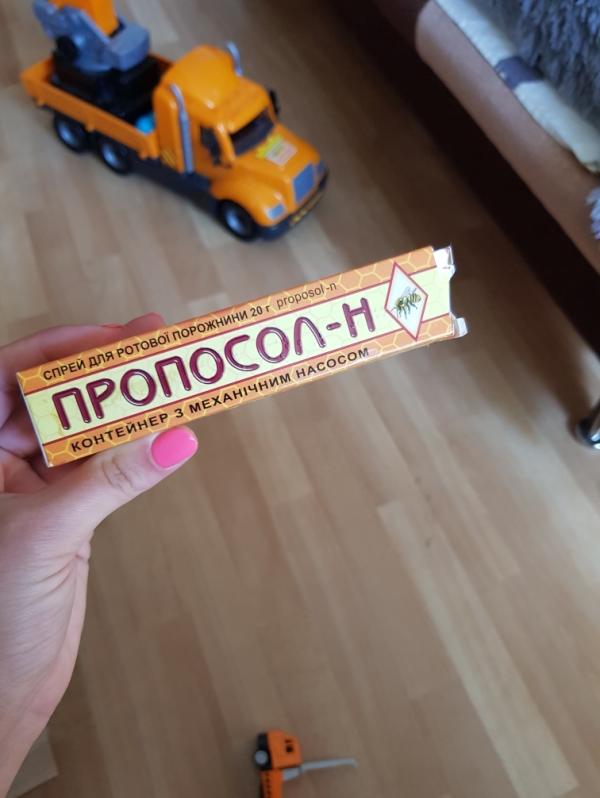 СПРЕЙ ДЛЯ РОТОВОЇ ПОРОЖНИНИ 20 г proposol-n
ПРОПОСОЛ-Н
КОНТЕЙНЕР З МЕХАНІЧНИМ НАСОСОМ